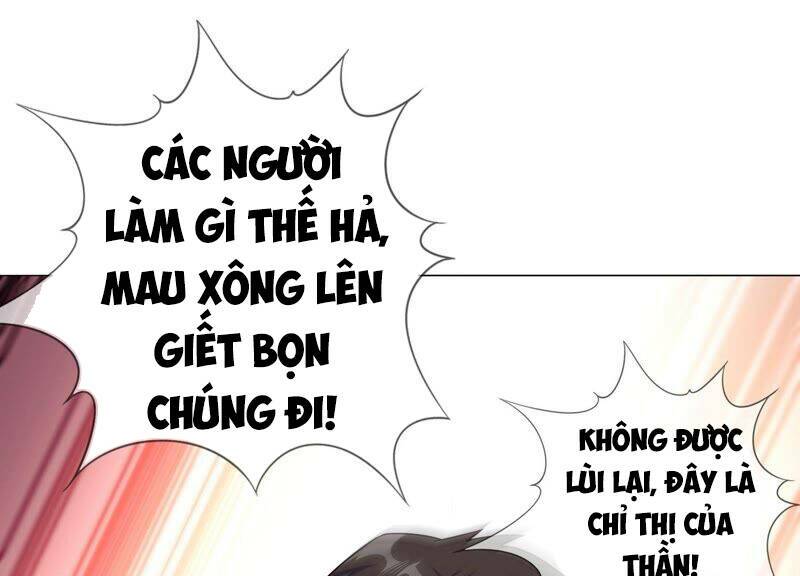 CÁC NGƯỜI
LÀM GÌ THẾ HẢ,
MAU XÔNG LÊN
GIẾT BỌN
CHÚNG ĐI!
KHÔNG ĐƯỢC
LÙI LẠI, ĐÂY LÀ
CHỈ THỊ CỦA
THẦN!